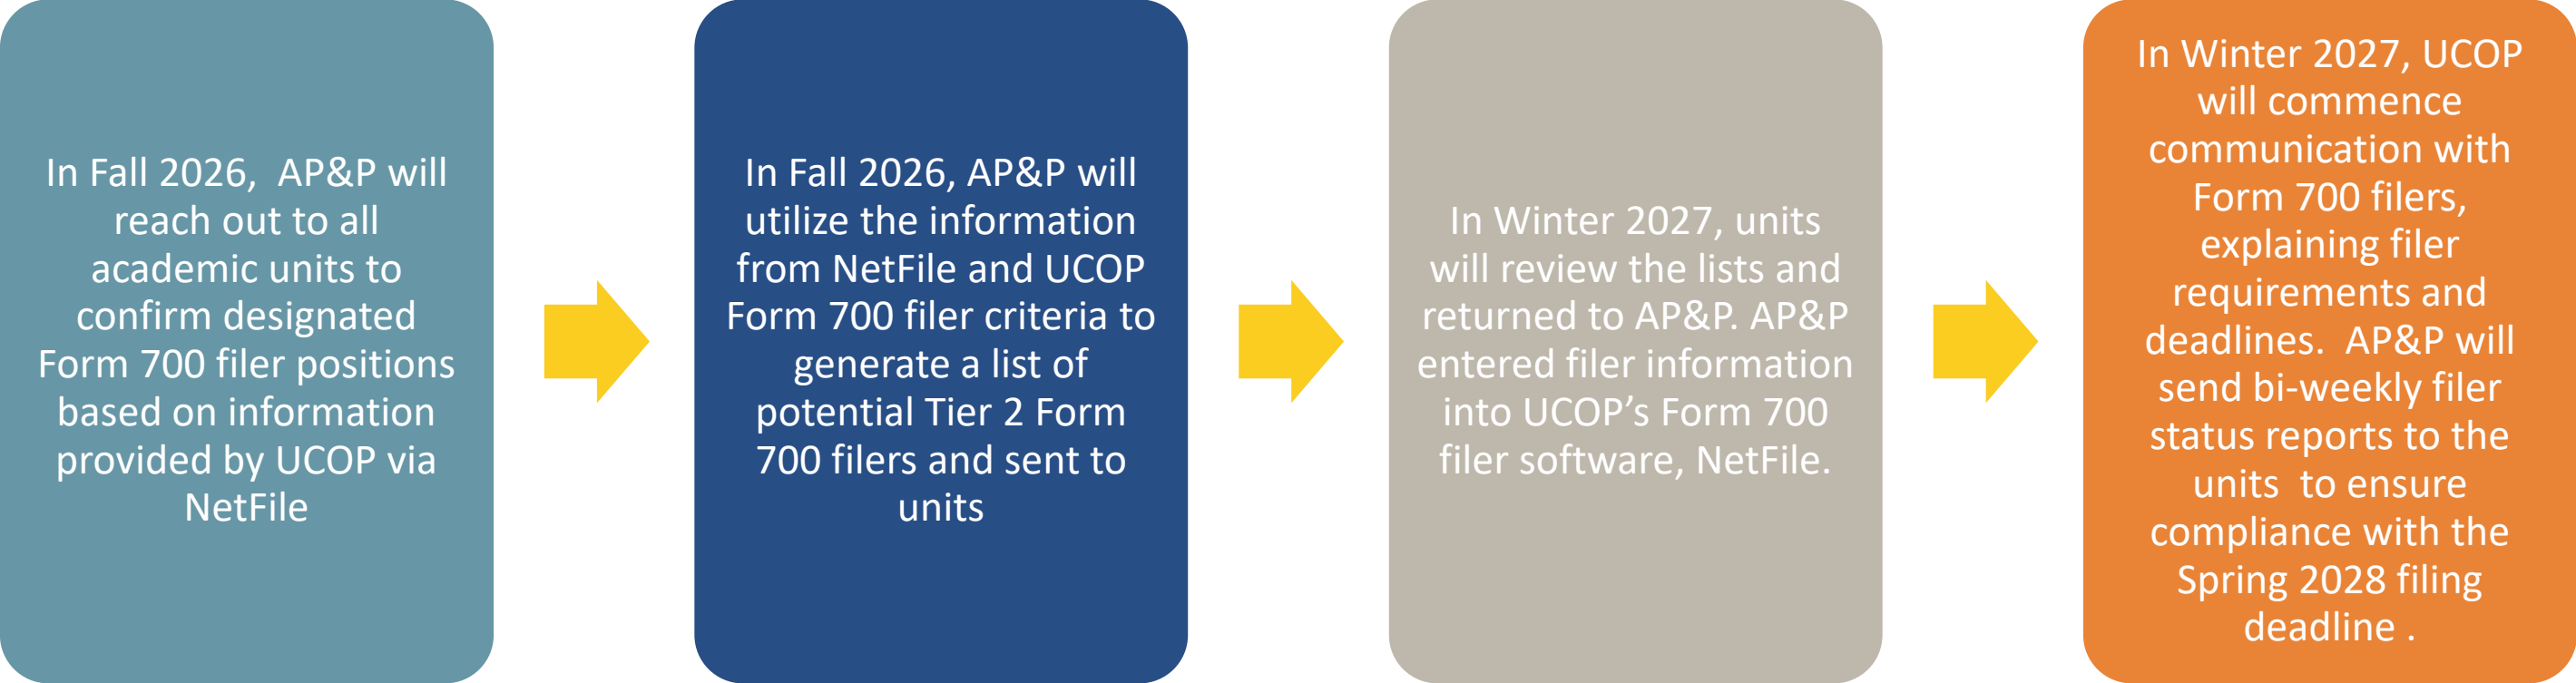 In Fall 2026,  AP&P will
reach out to all
academic units to
confirm designated
Form 700 filer positions
based on information
provided by UCOP via
NetFile
In Fall 2026, AP&P will
utilize the information
from NetFile and UCOP
Form 700 filer criteria to
generate a list of
potential Tier 2 Form
700 filers and sent to
units
In Winter 2027, units
will review the lists and
returned to AP&P. AP&P
entered filer information
into UCOP’s Form 700
filer software, NetFile.
In Winter 2027, UCOP
will commence
communication with
Form 700 filers,
explaining filer
requirements and
deadlines.  AP&P will
send bi-weekly filer
status reports to the
units  to ensure
compliance with the
Spring 2028 filing
deadline .